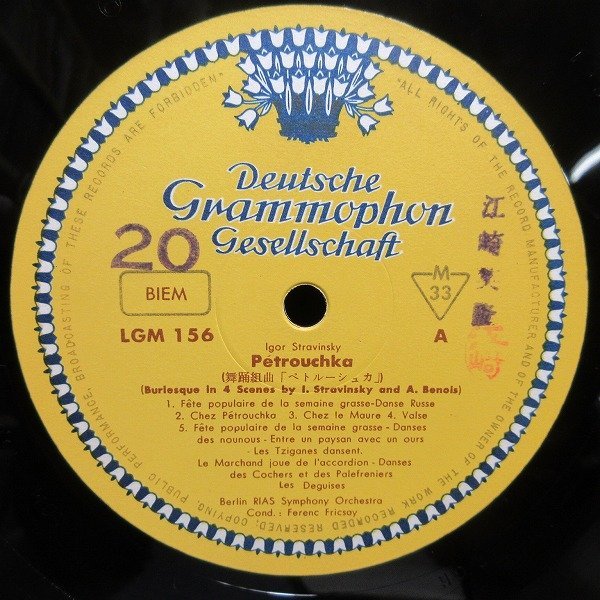 "ALL RIGHTS OF THE RECORD MANUFACTURER AND OF THE OWNER OF THE WORK RECORDED RESERVED; COPYING, PUBLIC PERFORMANCE, BROADCASTING OF THESE RECORDS ARE FORBIDDEN"
Deutsche
Grammophon
Gesellschaft
20
BIEM
M
33
LGM 156
A
江崎
Igor Stravinsky
Petrouchka
(舞踊組曲「ペトルーシュカ」)
(Burlesque in 4 Scenes by I. Stravinsky and A. Benois)
1. Fête populaire de la semaine grasse-Danse Russe
2. Chez Pétrouchka 3. Chez le Maure 4. Valse
5. Fête populaire de la semaine grasse - Danses
des naunous - Entre un paysan avec un ours
- Les Tziganes dansent.
Le Marchand joue de l'accordion - Danses
des Cochers et des Polefreniers
Les Deguises
Berlin RIAS Symphony Orchestra
Cond.: Ferenc Fricsay